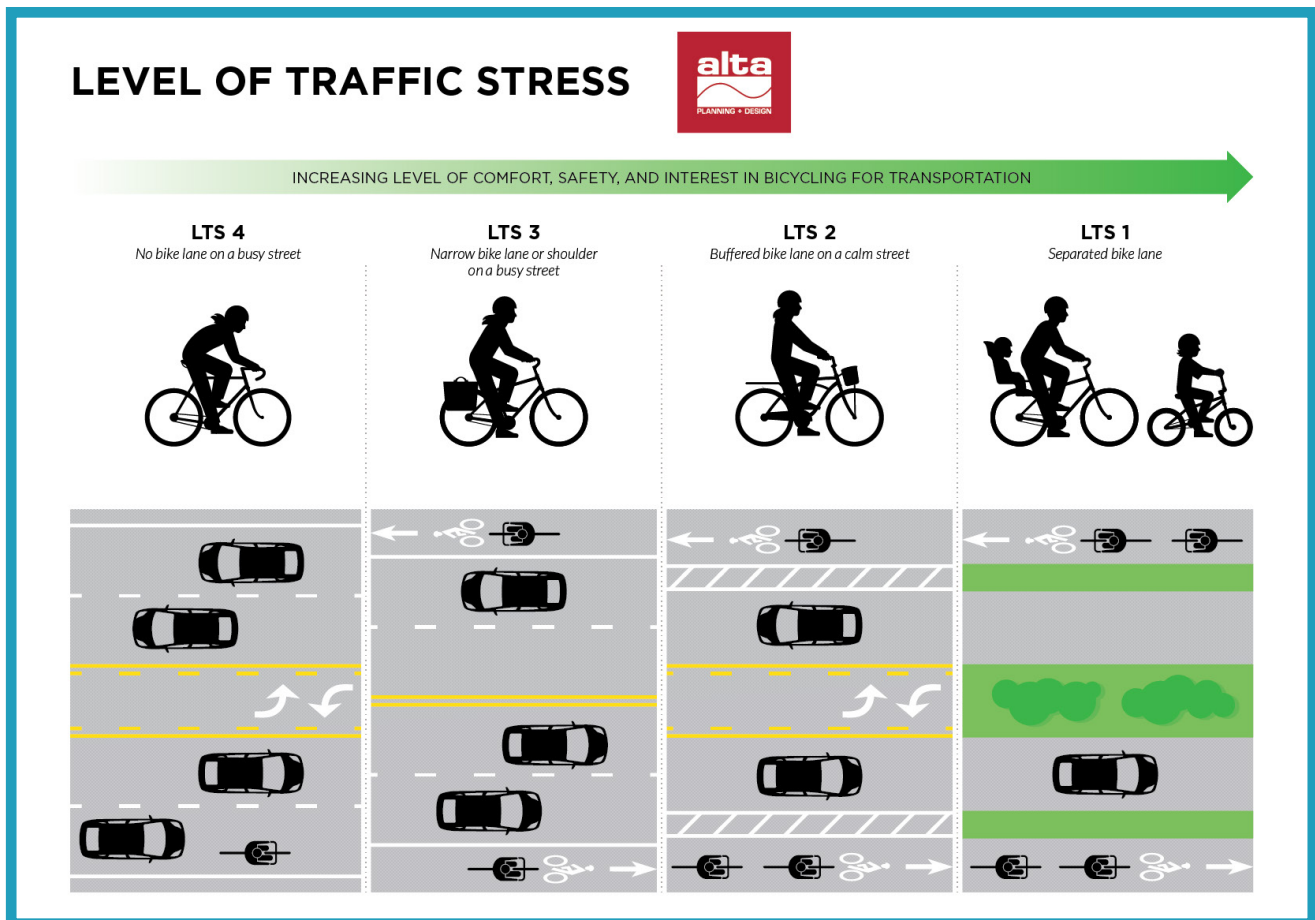 LEVEL OF TRAFFIC STRESS
alta
PLANNING + DESIGN
INCREASING LEVEL OF COMFORT, SAFETY, AND INTEREST IN BICYCLING FOR TRANSPORTATION
LTS 4
No bike lane on a busy street
LTS 3
Narrow bike lane or shoulder
on a busy street
LTS 2
Buffered bike lane on a calm street
LTS 1
Separated bike lane